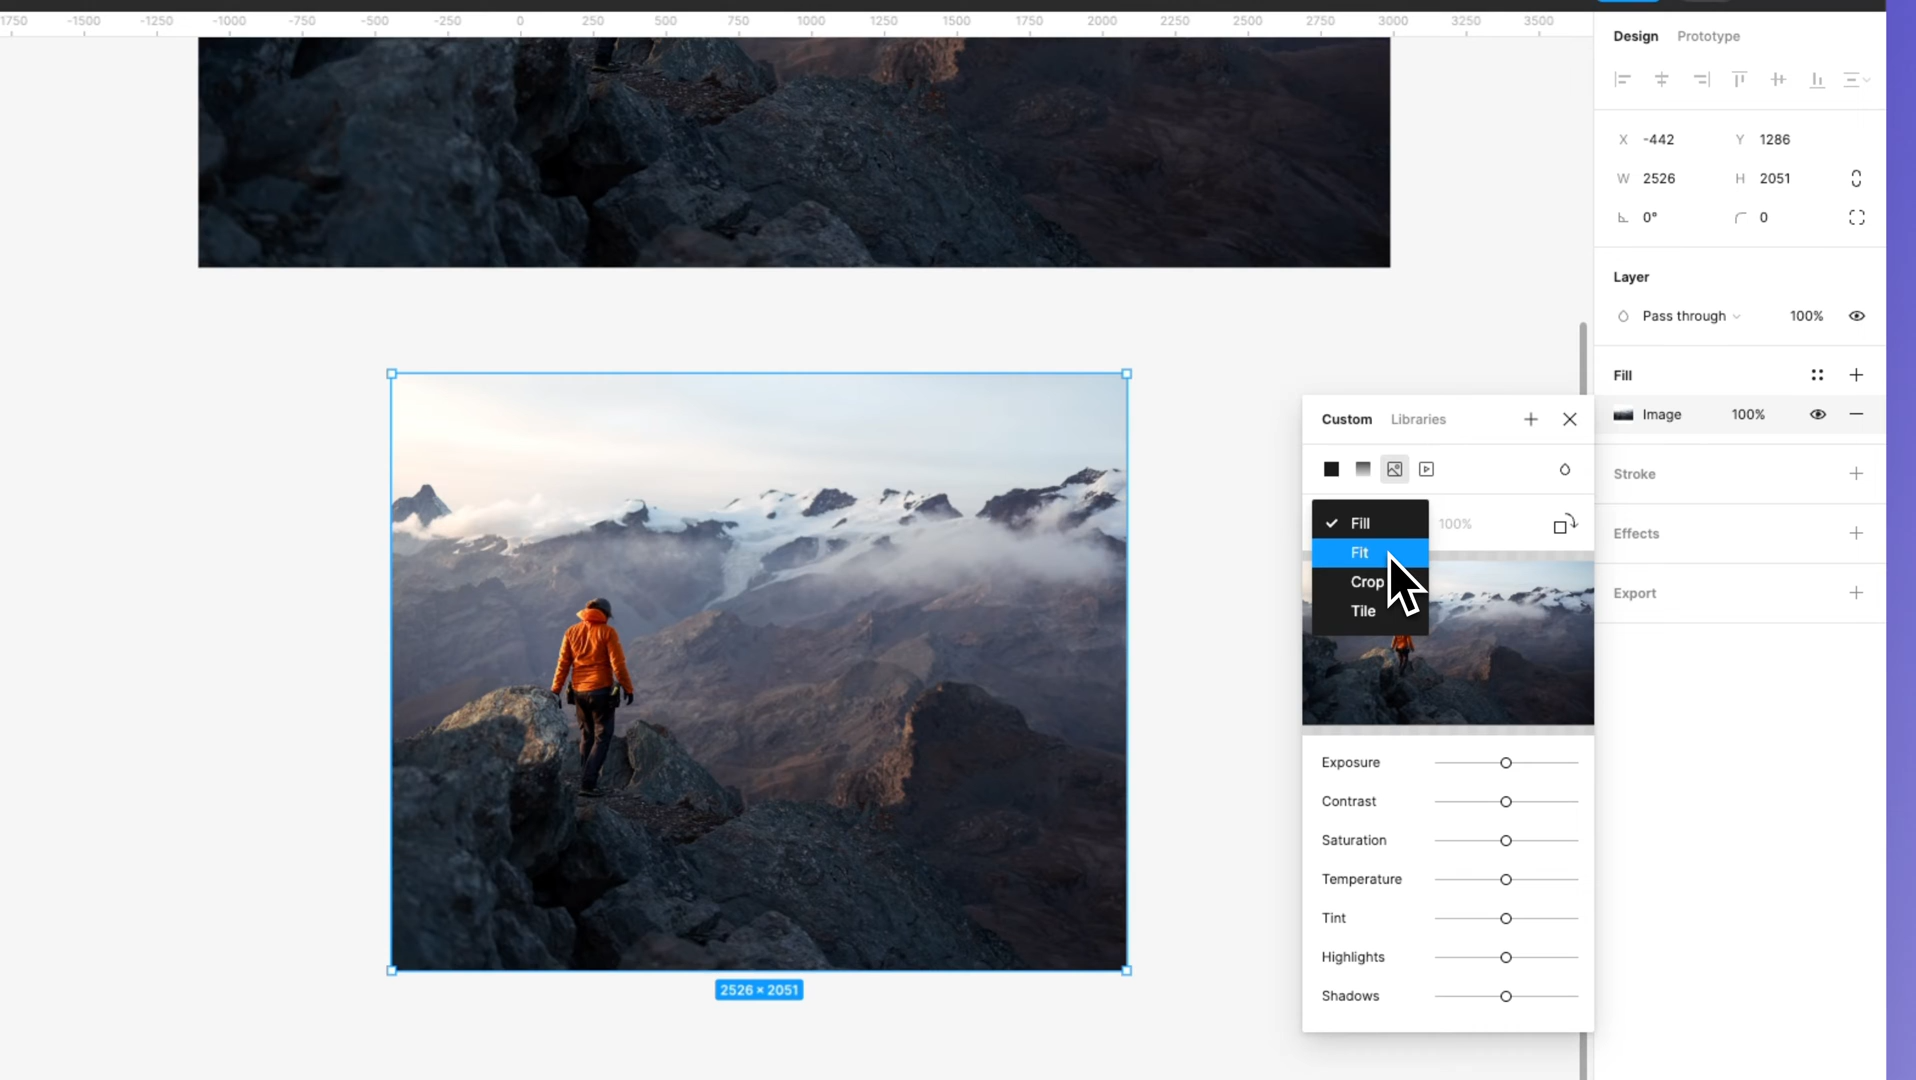 1750 -1500 -1250 -1000 -750 -500 -250 0 250 500 750 1000 1250 1500 1750 2000 2250 2500 2750 3000 3250 3500
Design Prototype
X -442 Y 1286
W 2526 H 2051
0° 0
Layer
Pass through 100%
Fill
Image 100%
Stroke
Effects
Export
Custom Libraries
Fill 100%
Fit
Crop
Tile
Exposure
Contrast
Saturation
Temperature
Tint
Highlights
Shadows
2526 × 2051